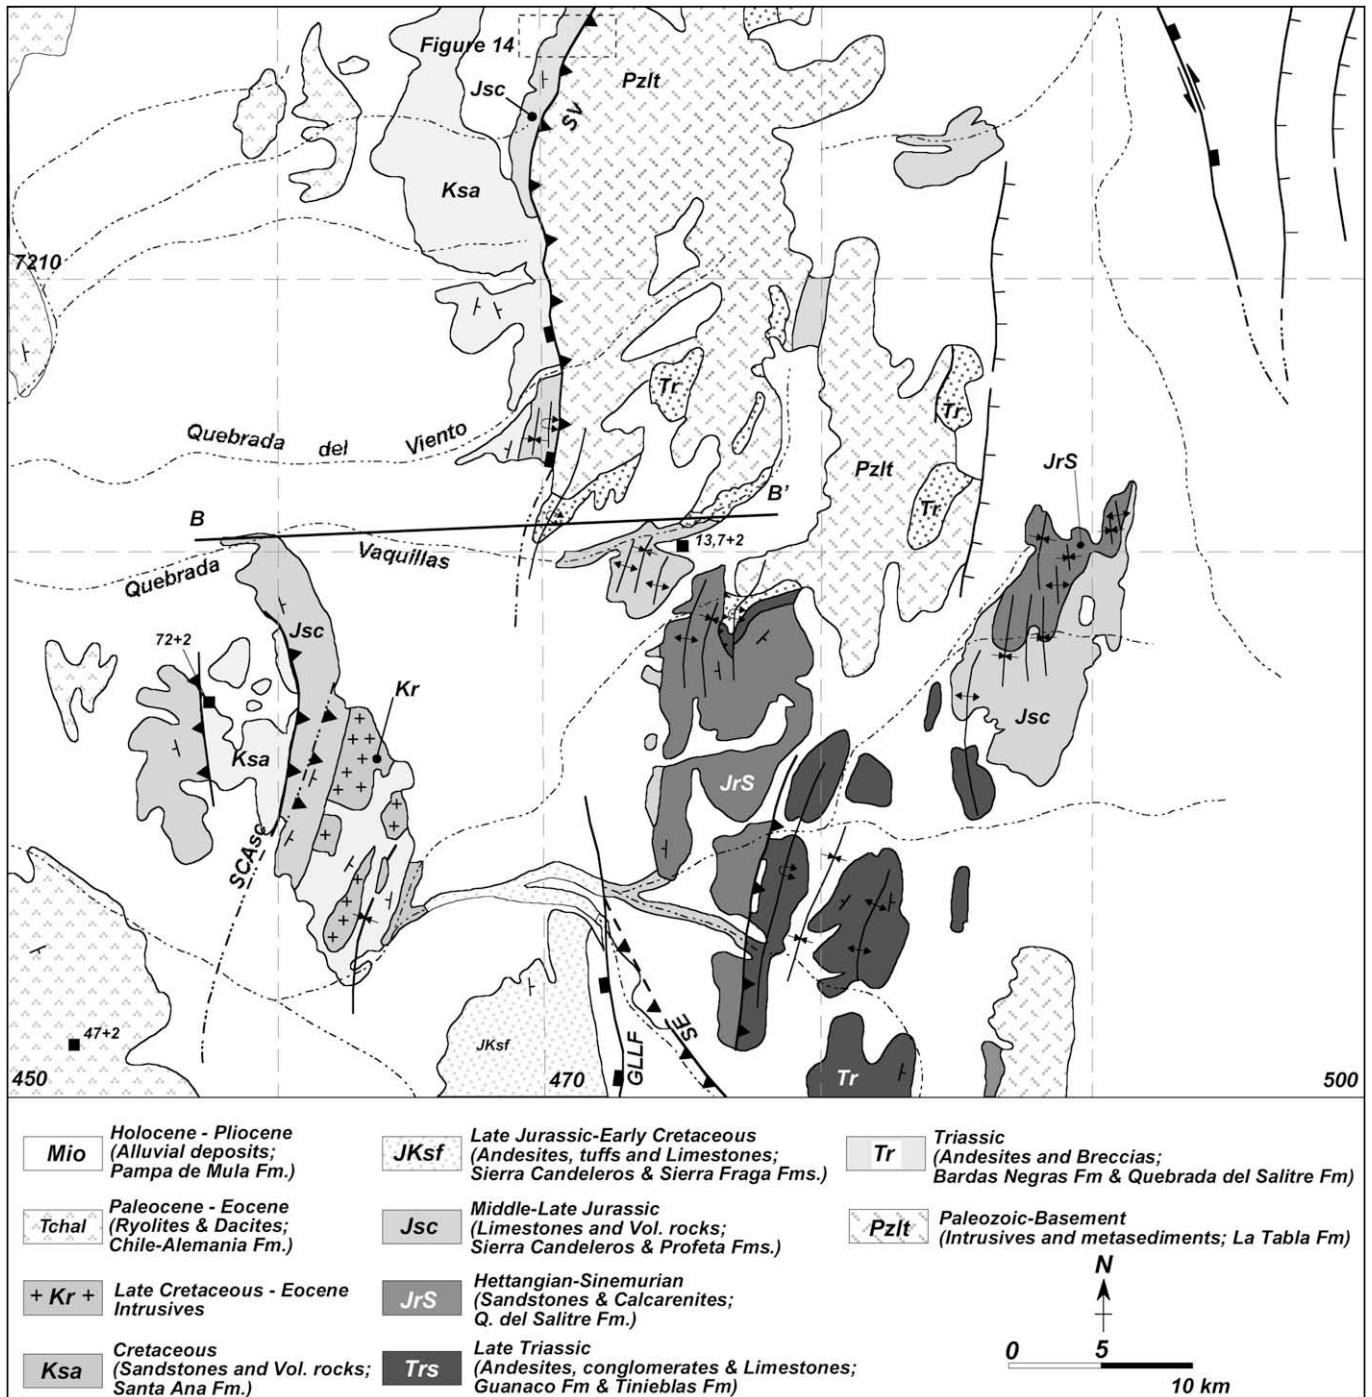 Figure 14
Jsc
SV
Pzlt
Ksa
7210
Tr
Tr
Quebrada del Viento
Pzlt
JrS
Tr
B
B'
13,7+2
Quebrada Vaquillas
Jsc
72+2
Kr
Jsc
Ksa
JrS
SCAsc
47+2
JKsf
SE
GLLF
Tr
450
470
500
Mio
Holocene - Pliocene
(Alluvial deposits;
Pampa de Mula Fm.)
Tchal
Paleocene - Eocene
(Ryolites & Dacites;
Chile-Alemania Fm.)
+ Kr +
Late Cretaceous - Eocene
Intrusives
Ksa
Cretaceous
(Sandstones and Vol. rocks;
Santa Ana Fm.)
JKsf
Late Jurassic-Early Cretaceous
(Andesites, tuffs and Limestones;
Sierra Candeleros & Sierra Fraga Fms.)
Jsc
Middle-Late Jurassic
(Limestones and Vol. rocks;
Sierra Candeleros & Profeta Fms.)
JrS
Hettangian-Sinemurian
(Sandstones & Calcarenites;
Q. del Salitre Fm.)
Trs
Late Triassic
(Andesites, conglomerates & Limestones;
Guanaco Fm & Tinieblas Fm)
Tr
Triassic
(Andesites and Breccias;
Bardas Negras Fm & Quebrada del Salitre Fm)
Pzlt
Paleozoic-Basement
(Intrusives and metasediments; La Tabla Fm)
N
0 5
10 km